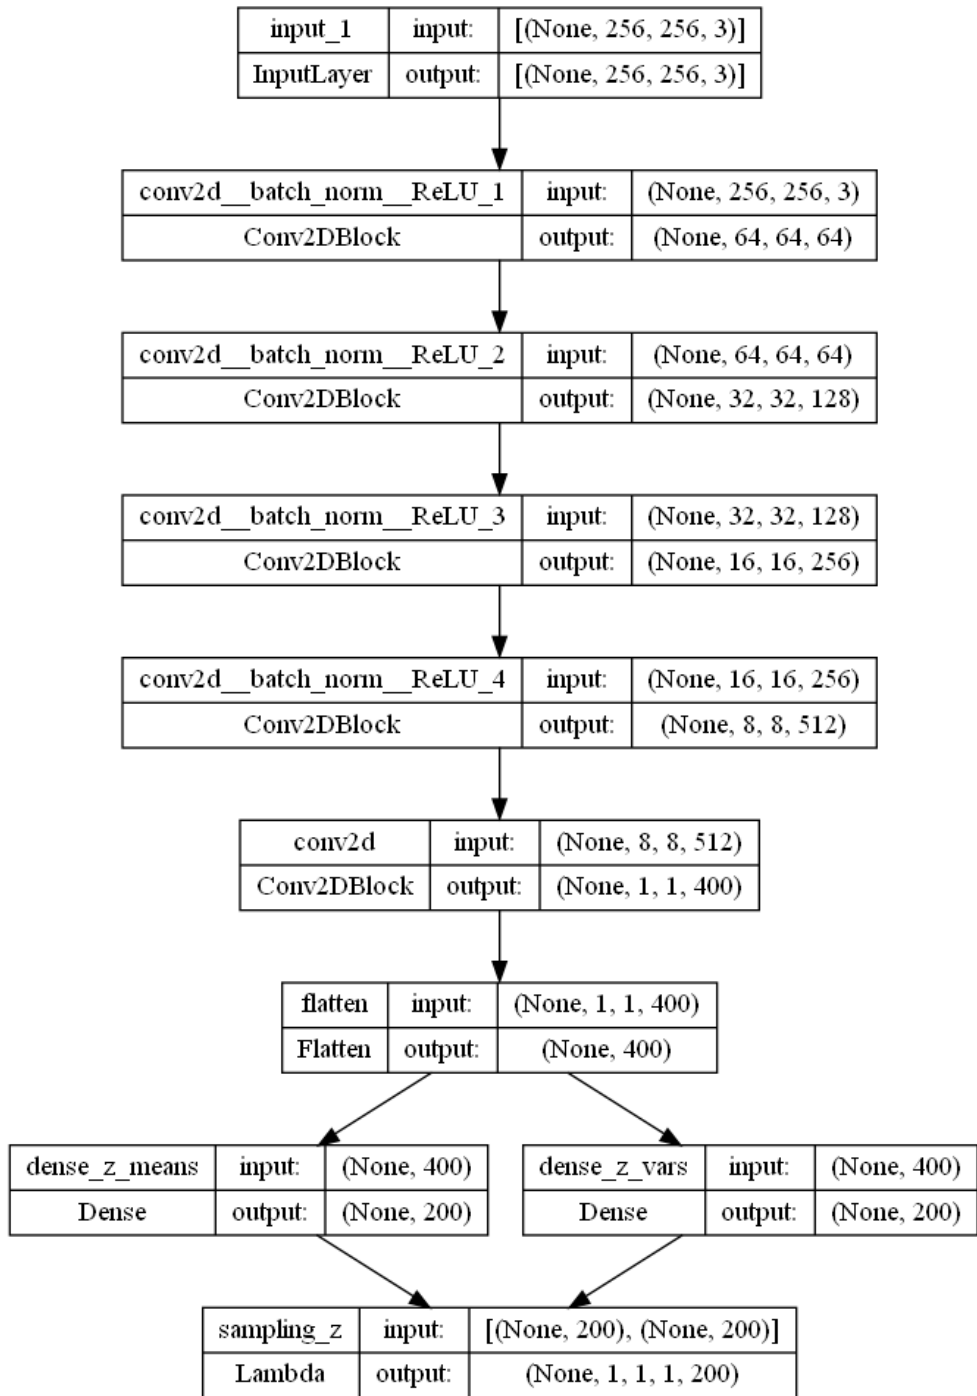 input_1 input: [(None, 256, 256, 3)]
InputLayer output: [(None, 256, 256, 3)]
conv2d__batch_norm__ReLU_1 input: (None, 256, 256, 3)
Conv2DBlock output: (None, 64, 64, 64)
conv2d__batch_norm__ReLU_2 input: (None, 64, 64, 64)
Conv2DBlock output: (None, 32, 32, 128)
conv2d__batch_norm__ReLU_3 input: (None, 32, 32, 128)
Conv2DBlock output: (None, 16, 16, 256)
conv2d__batch_norm__ReLU_4 input: (None, 16, 16, 256)
Conv2DBlock output: (None, 8, 8, 512)
conv2d input: (None, 8, 8, 512)
Conv2DBlock output: (None, 1, 1, 400)
flatten input: (None, 1, 1, 400)
Flatten output: (None, 400)
dense_z_means input: (None, 400)
Dense output: (None, 200)
dense_z_vars input: (None, 400)
Dense output: (None, 200)
sampling_z input: [(None, 200), (None, 200)]
Lambda output: (None, 1, 1, 1, 200)